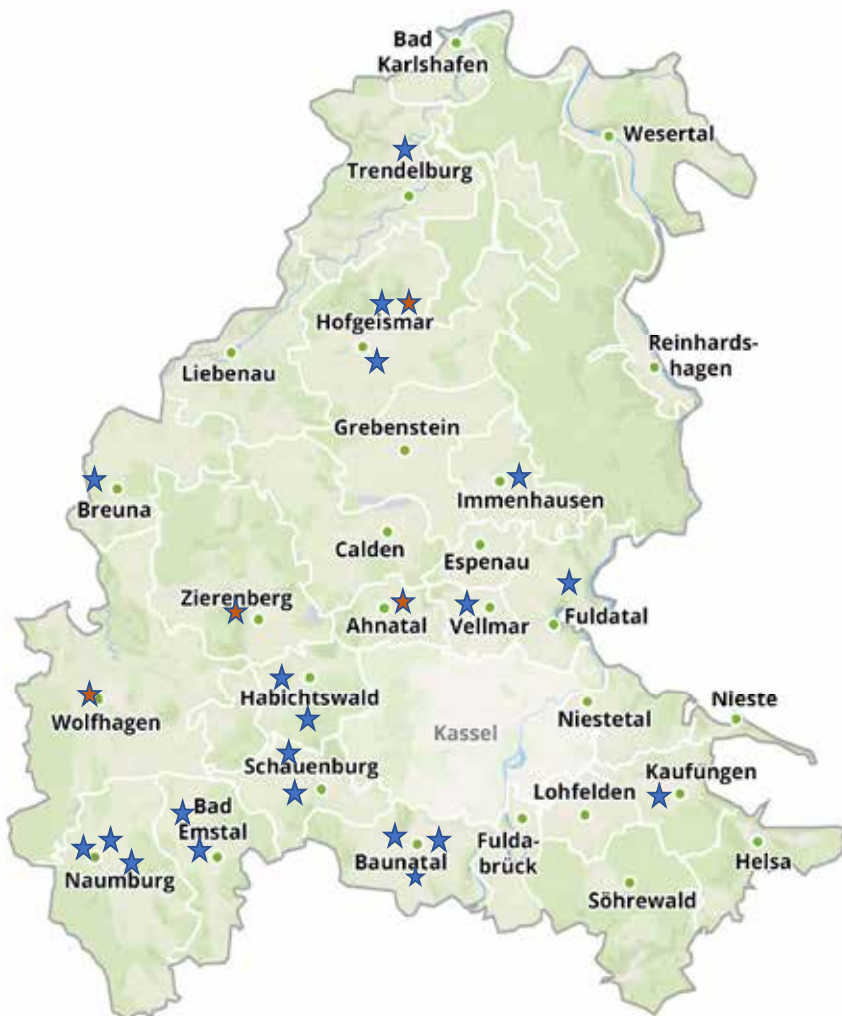 Bad
Karlshafen
Wesertal
Trendelburg
Hofgeismar
Reinhards-
hagen
Liebenau
Grebenstein
Immenhausen
Breuna
Calden
Espenau
Zierenberg
Ahnatal
Vellmar
Fuldatal
Habichtswald
Wolfhagen
Niestetal
Nieste
Kassel
Schauenburg
Kaufungen
Lohfelden
Bad
Emstal
Fulda-
brück
Baunatal
Helsa
Naumburg
Söhrewald